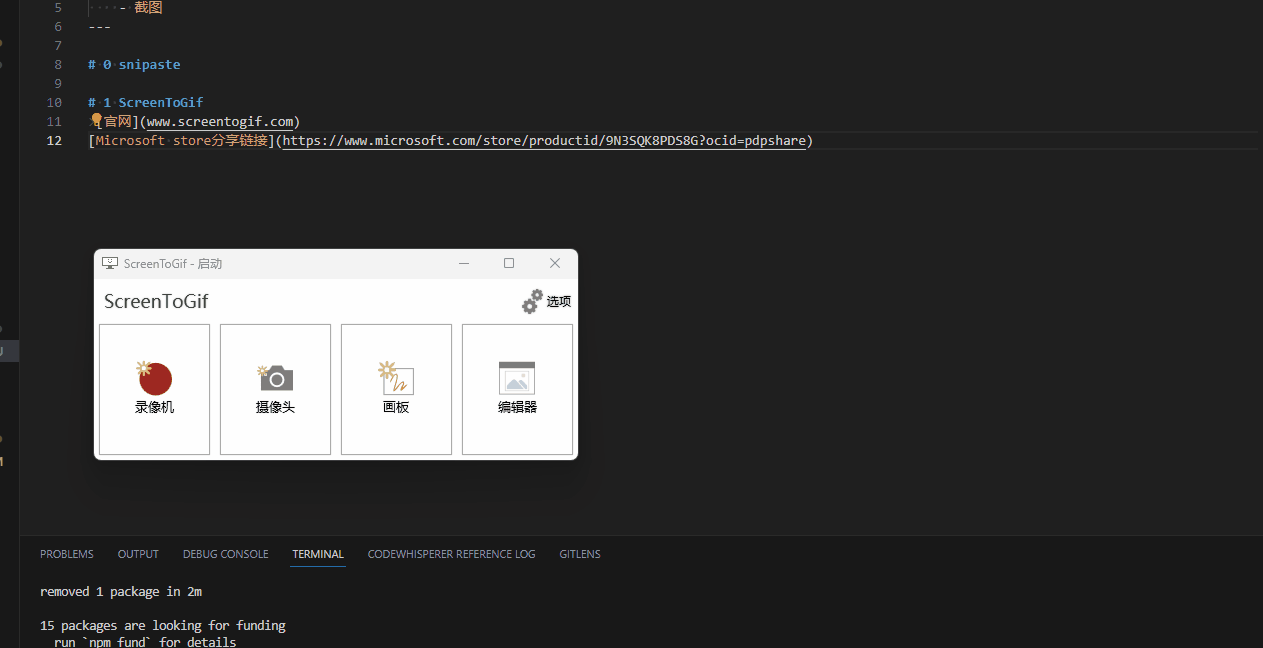 5 - 截图
6 ---
7
8 # 0 snipaste
9
10 # 1 ScreenToGif
11 [官网](www.screentogif.com)
12 [Microsoft store分享链接](https://www.microsoft.com/store/productid/9N3SQK8PDS8G?ocid=pdpshare)
ScreenToGif - 启动
ScreenToGif 选项
录像机 摄像头 画板 编辑器
PROBLEMS OUTPUT DEBUG CONSOLE TERMINAL CODEWHISPERER REFERENCE LOG GITLENS
removed 1 package in 2m
15 packages are looking for funding
run `npm fund` for details